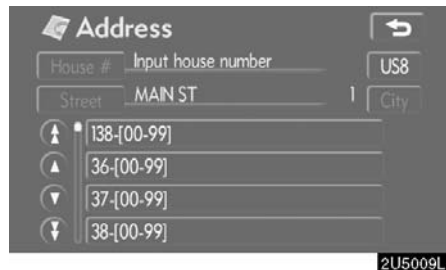 Address
House # Input house number US8
Street MAIN ST 1 City
138-[00-99]
36-[00-99]
37-[00-99]
38-[00-99]
2U5009L